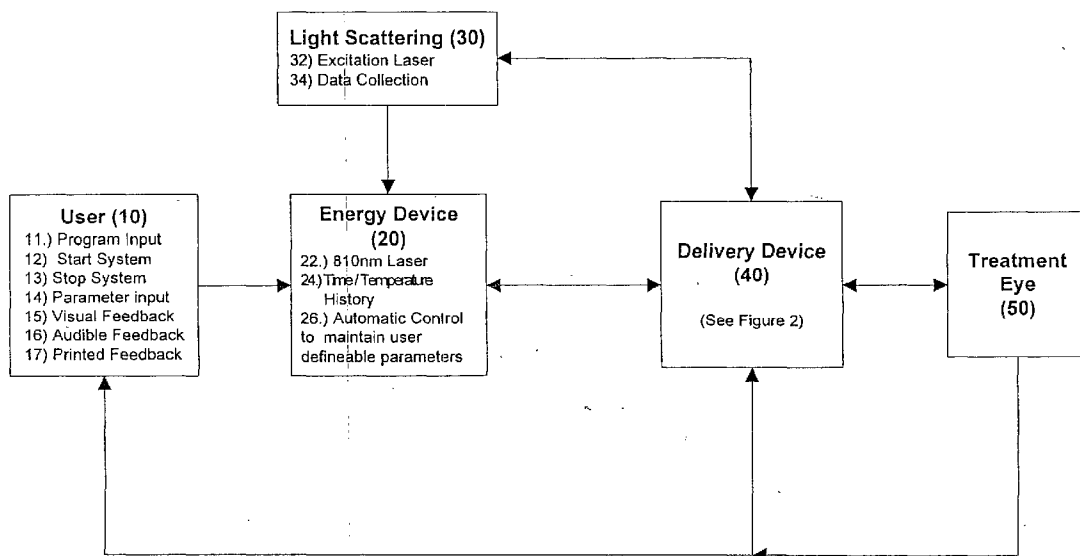 Light Scattering (30)
32) Excitation Laser
34) Data Collection
User (10)
11.) Program Input
12) Start System
13) Stop System
14) Parameter input
15) Visual Feedback
16) Audible Feedback
17) Printed Feedback
Energy Device
(20)
22.) 810nm Laser
24.) Time/Temperature
History
26.) Automatic Control
to maintain user
defineable parameters
Delivery Device
(40)
(See Figure 2)
Treatment
Eye
(50)